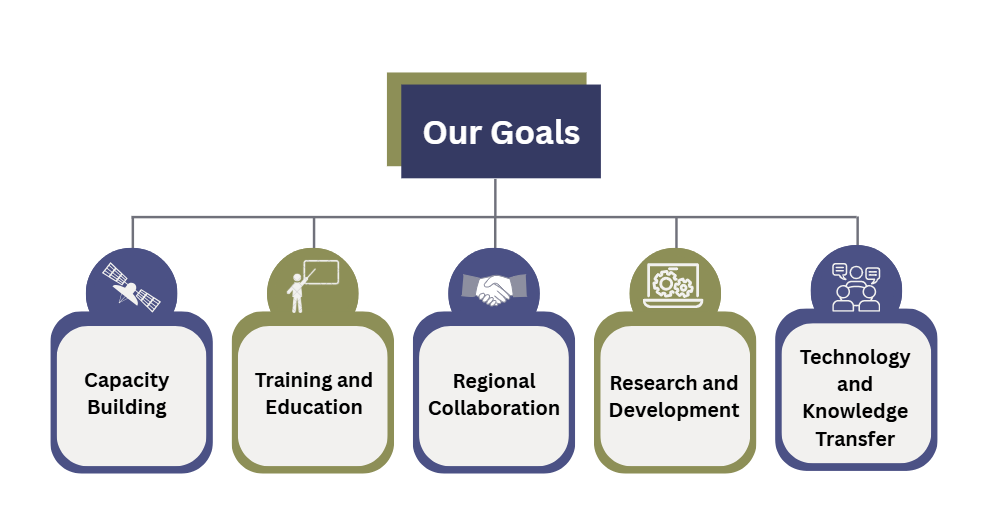 Our Goals
Capacity
Building
Training and
Education
Regional
Collaboration
Research and
Development
Technology
and
Knowledge
Transfer